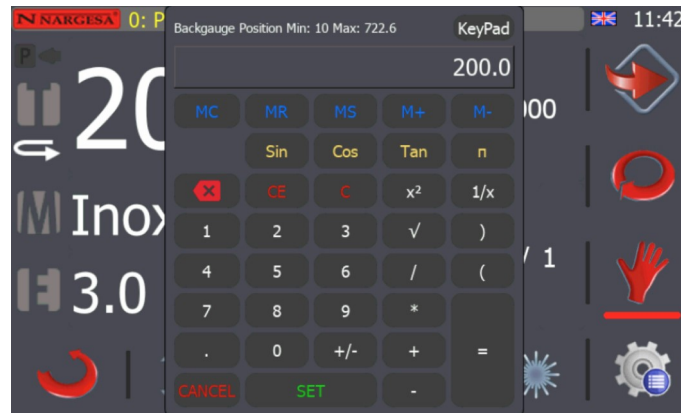 NARGESA 0: P
Backgauge Position Min: 10 Max: 722.6 KeyPad
11:42
P
200.0
20
000
MC MR MS M+ M-
Sin Cos Tan π
CE C x² 1/x
Inox
1 2 3 √ )
4 5 6 / (
/ 1
3.0
7 8 9 *
. 0 +/- + =
CANCEL SET -